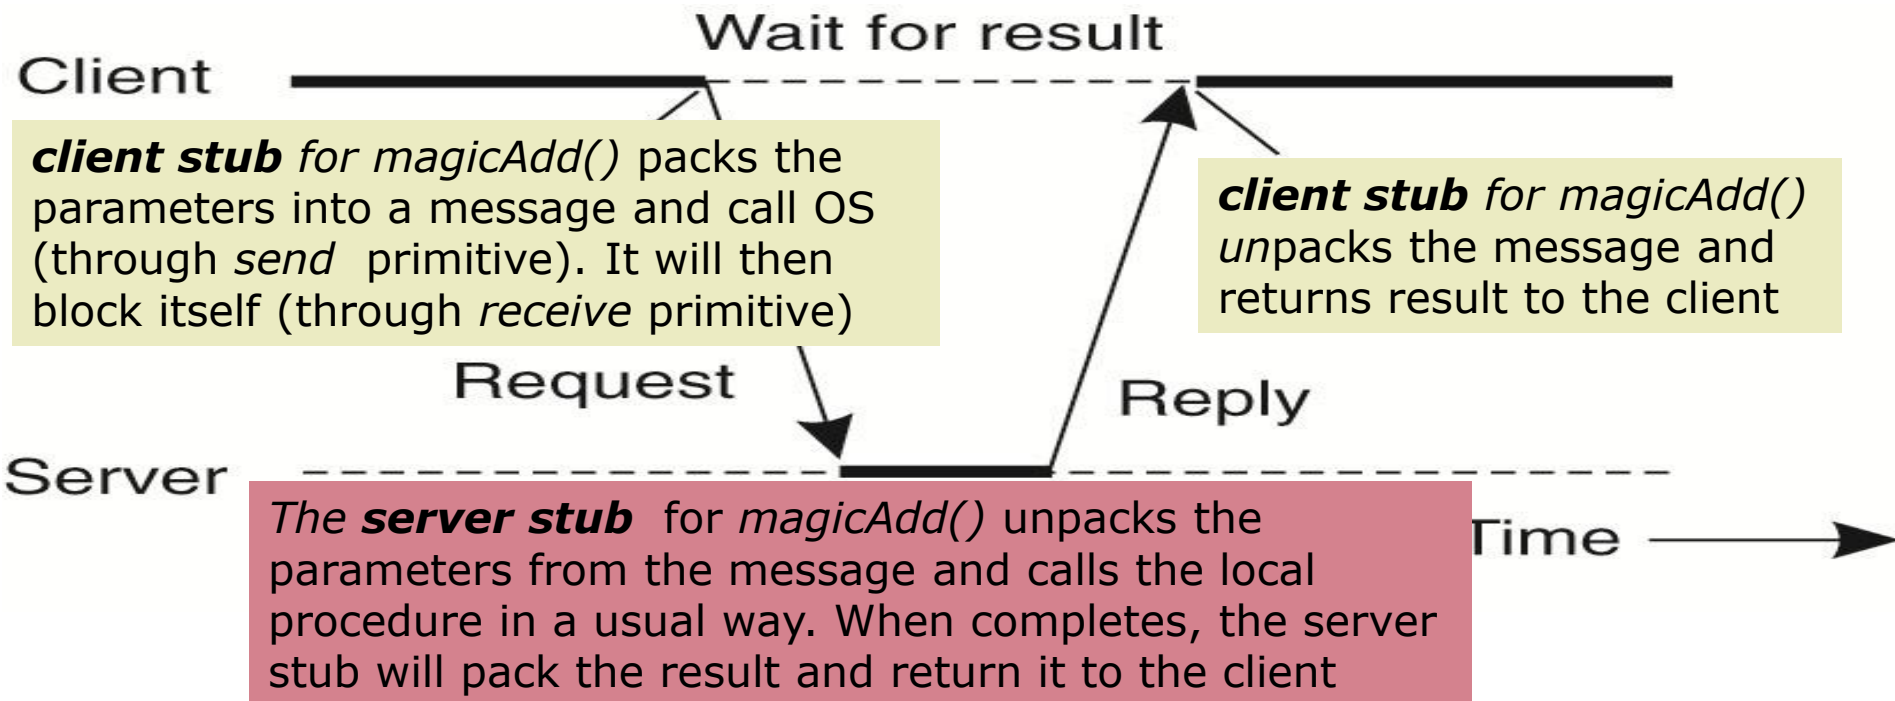 Wait for result
Client
client stub for magicAdd() packs the
parameters into a message and call OS
(through send primitive). It will then
block itself (through receive primitive)
client stub for magicAdd()
unpacks the message and
returns result to the client
Request
Reply
Server
The server stub for magicAdd() unpacks the
parameters from the message and calls the local
procedure in a usual way. When completes, the server
stub will pack the result and return it to the client
Time